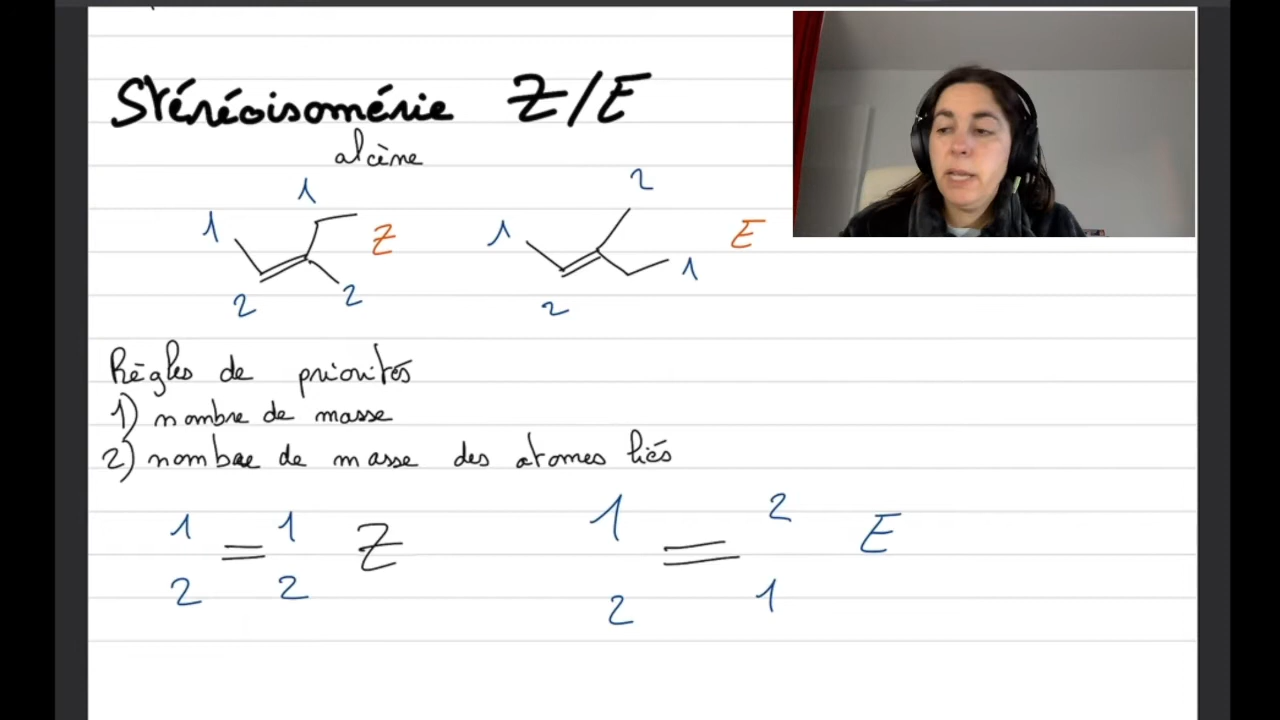 Stéréoisomérie Z/E
alcène
1 1 Z 2 2
1 2 E 1 2
Règles de priorités
1) nombre de masse
2) nombre de masse des atomes liés
1 1 Z 1 2 E
2 2 2 1